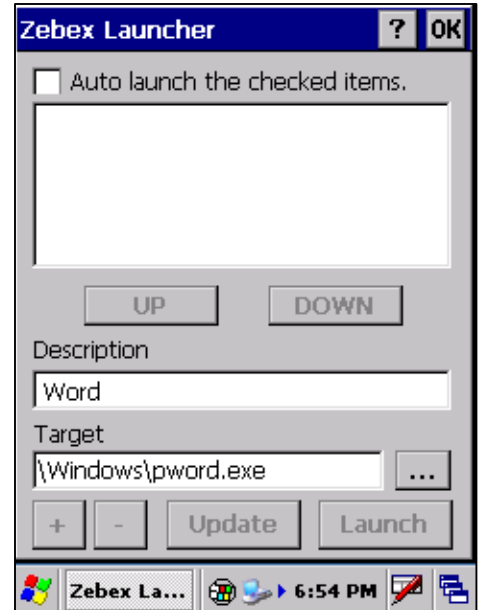 Zebex Launcher ? OK
Auto launch the checked items.
UP DOWN
Description
Word
Target
\Windows\pword.exe ...
+ - Update Launch
Zebex La... 6:54 PM